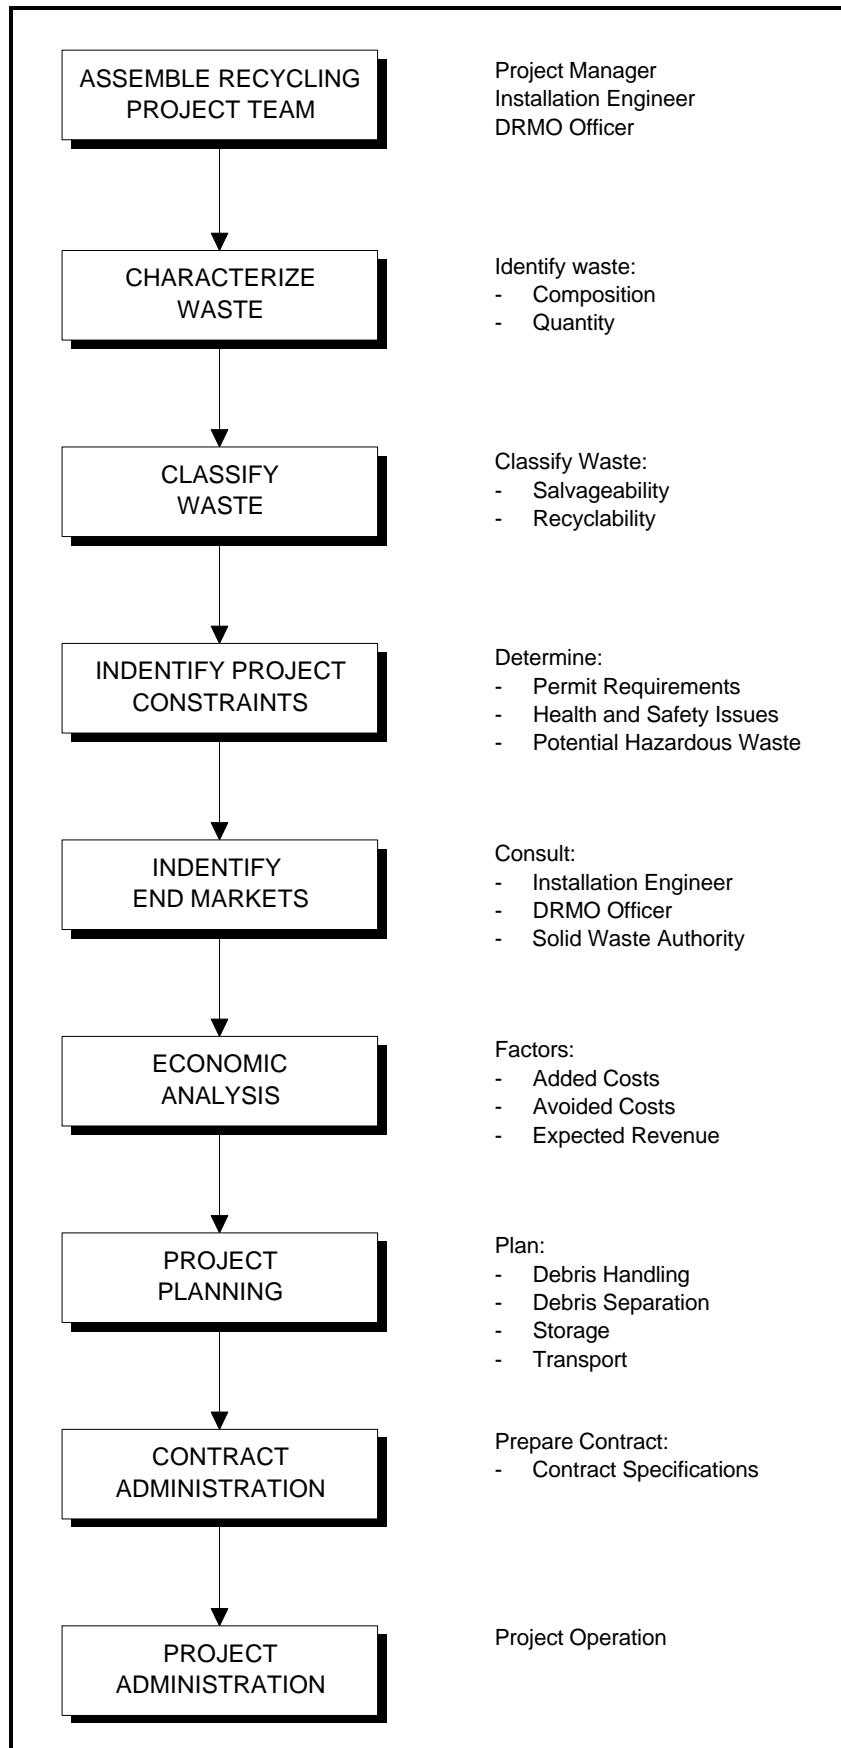 ASSEMBLE RECYCLING
PROJECT TEAM
Project Manager
Installation Engineer
DRMO Officer
CHARACTERIZE
WASTE
Identify waste:
- Composition
- Quantity
CLASSIFY
WASTE
Classify Waste:
- Salvageability
- Recyclability
INDENTIFY PROJECT
CONSTRAINTS
Determine:
- Permit Requirements
- Health and Safety Issues
- Potential Hazardous Waste
INDENTIFY
END MARKETS
Consult:
- Installation Engineer
- DRMO Officer
- Solid Waste Authority
ECONOMIC
ANALYSIS
Factors:
- Added Costs
- Avoided Costs
- Expected Revenue
PROJECT
PLANNING
Plan:
- Debris Handling
- Debris Separation
- Storage
- Transport
CONTRACT
ADMINISTRATION
Prepare Contract:
- Contract Specifications
PROJECT
ADMINISTRATION
Project Operation